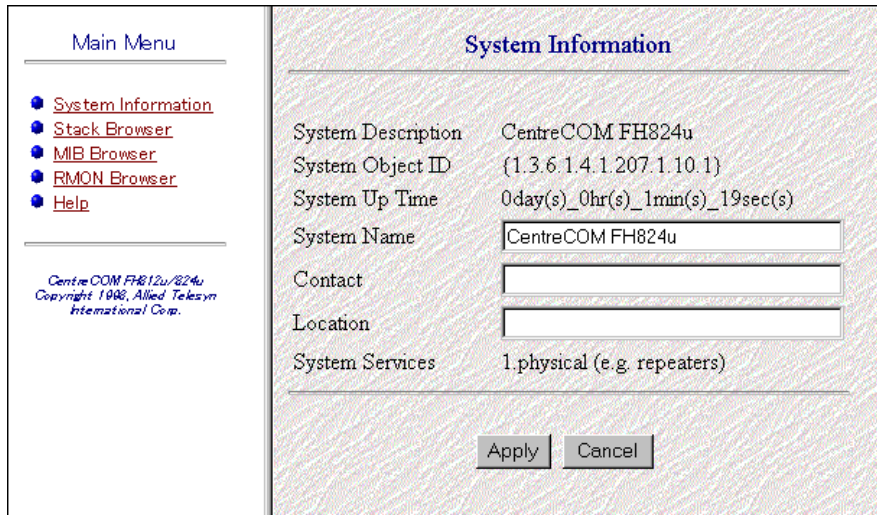 Main Menu
System Information
Stack Browser
MIB Browser
RMON Browser
Help
CentreCOM FH812u/824u
Copyright 1998, Allied Telesyn
International Corp.
System Information
System Description CentreCOM FH824u
System Object ID {1.3.6.1.4.1.207.1.10.1}
System Up Time 0day(s)_0hr(s)_1min(s)_19sec(s)
System Name CentreCOM FH824u
Contact
Location
System Services 1.physical (e.g. repeaters)
Apply Cancel